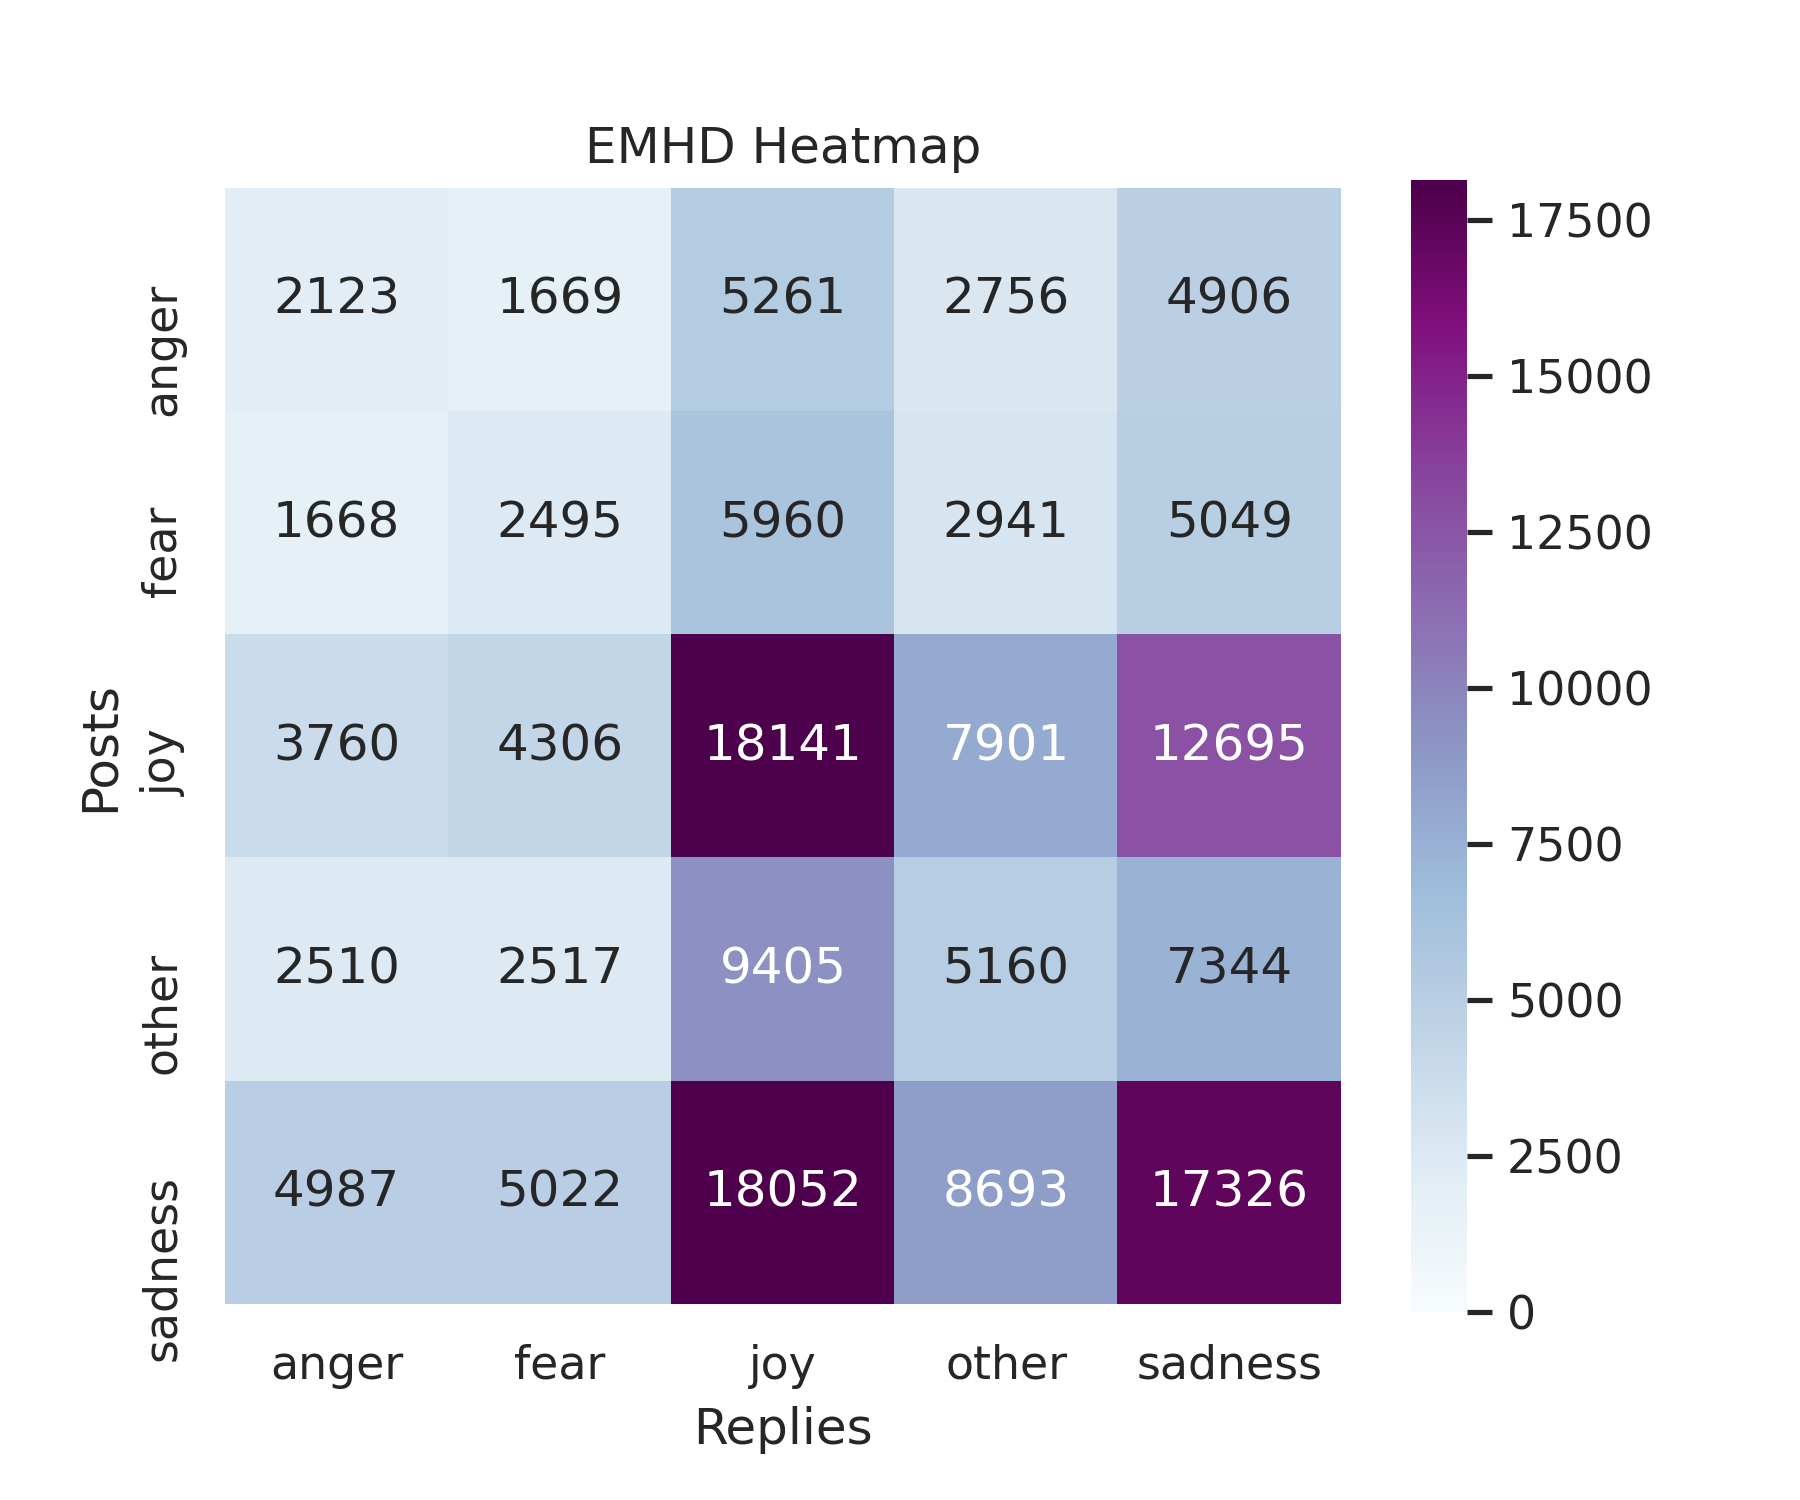 EMHD Heatmap
Posts
anger
2123 1669 5261 2756 4906
fear
1668 2495 5960 2941 5049
joy
3760 4306 18141 7901 12695
other
2510 2517 9405 5160 7344
sadness
4987 5022 18052 8693 17326
anger fear joy other sadness
Replies
17500
15000
12500
10000
7500
5000
2500
0